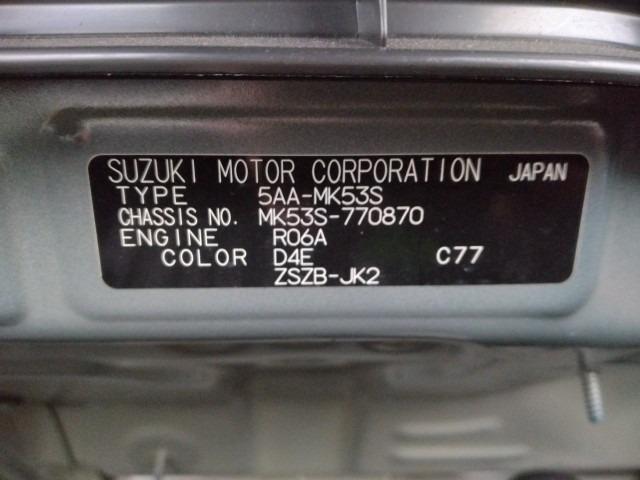 SUZUKI MOTOR CORPORATION JAPAN
TYPE 5AA-MK53S
CHASSIS NO. MK53S-770870
ENGINE R06A
COLOR D4E C77
ZSZB-JK2